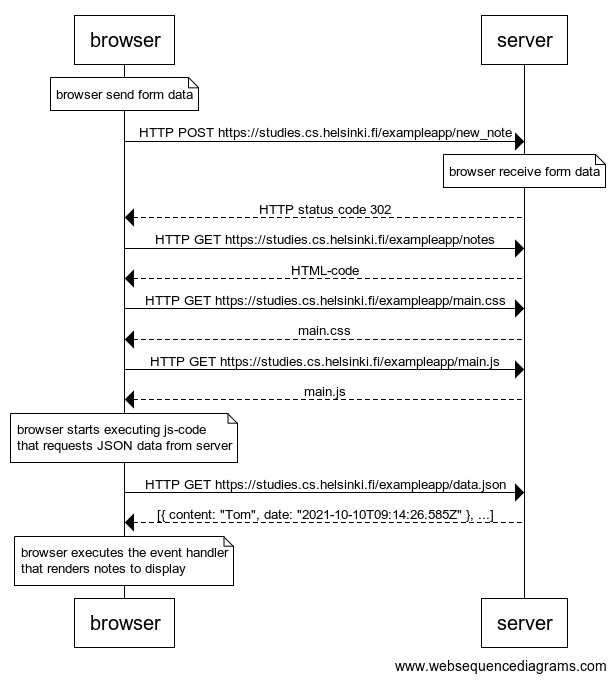 browser server
browser send form data
HTTP POST https://studies.cs.helsinki.fi/exampleapp/new_note
browser receive form data
HTTP status code 302
HTTP GET https://studies.cs.helsinki.fi/exampleapp/notes
HTML-code
HTTP GET https://studies.cs.helsinki.fi/exampleapp/main.css
main.css
HTTP GET https://studies.cs.helsinki.fi/exampleapp/main.js
main.js
browser starts executing js-code
that requests JSON data from server
HTTP GET https://studies.cs.helsinki.fi/exampleapp/data.json
[{ content: "Tom", date: "2021-10-10T09:14:26.585Z" }, ...]
browser executes the event handler
that renders notes to display
browser server
www.websequencediagrams.com